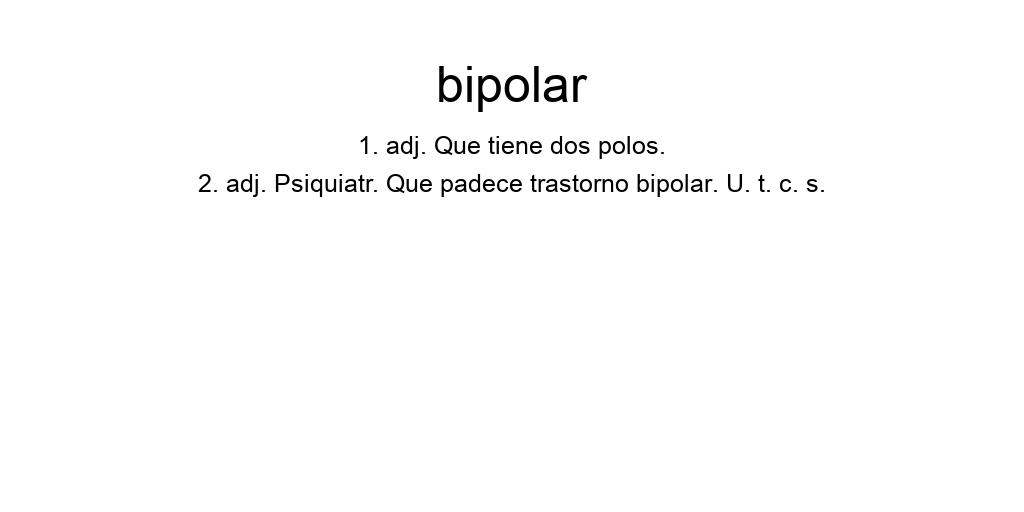 bipolar
1. adj. Que tiene dos polos.
2. adj. Psiquiatr. Que padece trastorno bipolar. U. t. c. s.